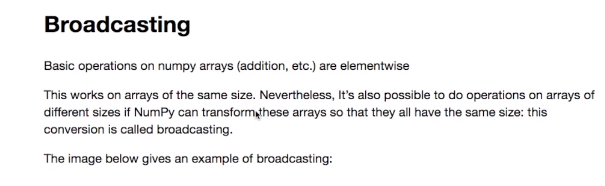 Broadcasting
Basic operations on numpy arrays (addition, etc.) are elementwise
This works on arrays of the same size. Nevertheless, It's also possible to do operations on arrays of
different sizes if NumPy can transform these arrays so that they all have the same size: this
conversion is called broadcasting.
The image below gives an example of broadcasting: